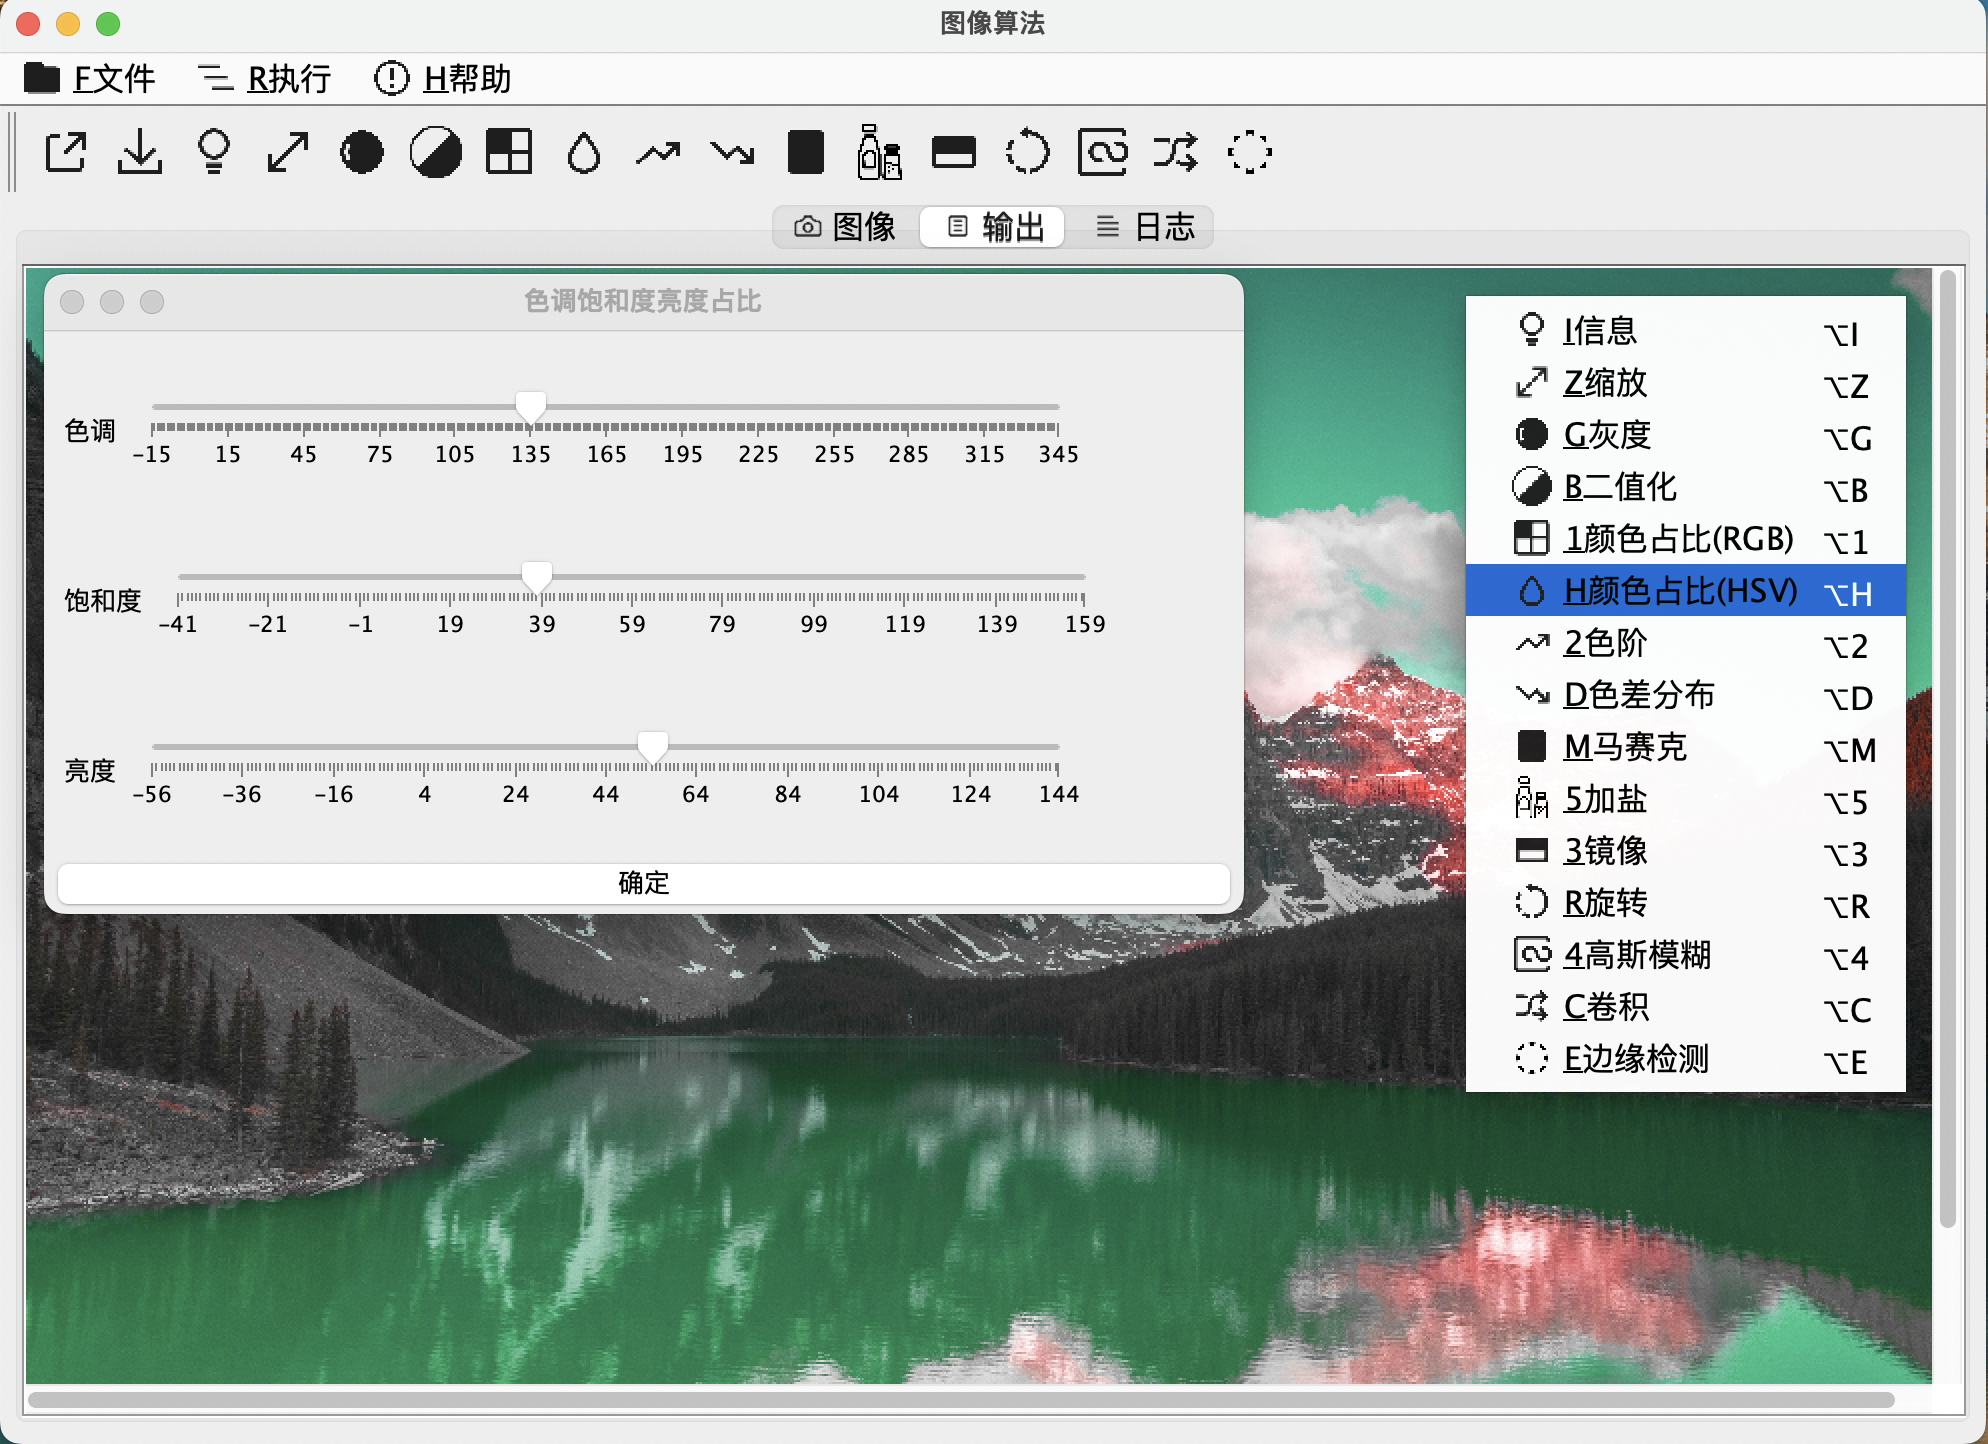 图像算法
F文件 R执行 H帮助
图像 输出 日志
色调饱和度亮度占比
色调
-15 15 45 75 105 135 165 195 225 255 285 315 345
饱和度
-41 -21 -1 19 39 59 79 99 119 139 159
亮度
-56 -36 -16 4 24 44 64 84 104 124 144
确定
I信息 ⌥I
Z缩放 ⌥Z
G灰度 ⌥G
B二值化 ⌥B
1颜色占比(RGB) ⌥1
H颜色占比(HSV) ⌥H
2色阶 ⌥2
D色差分布 ⌥D
M马赛克 ⌥M
5加盐 ⌥5
3镜像 ⌥3
R旋转 ⌥R
4高斯模糊 ⌥4
C卷积 ⌥C
E边缘检测 ⌥E